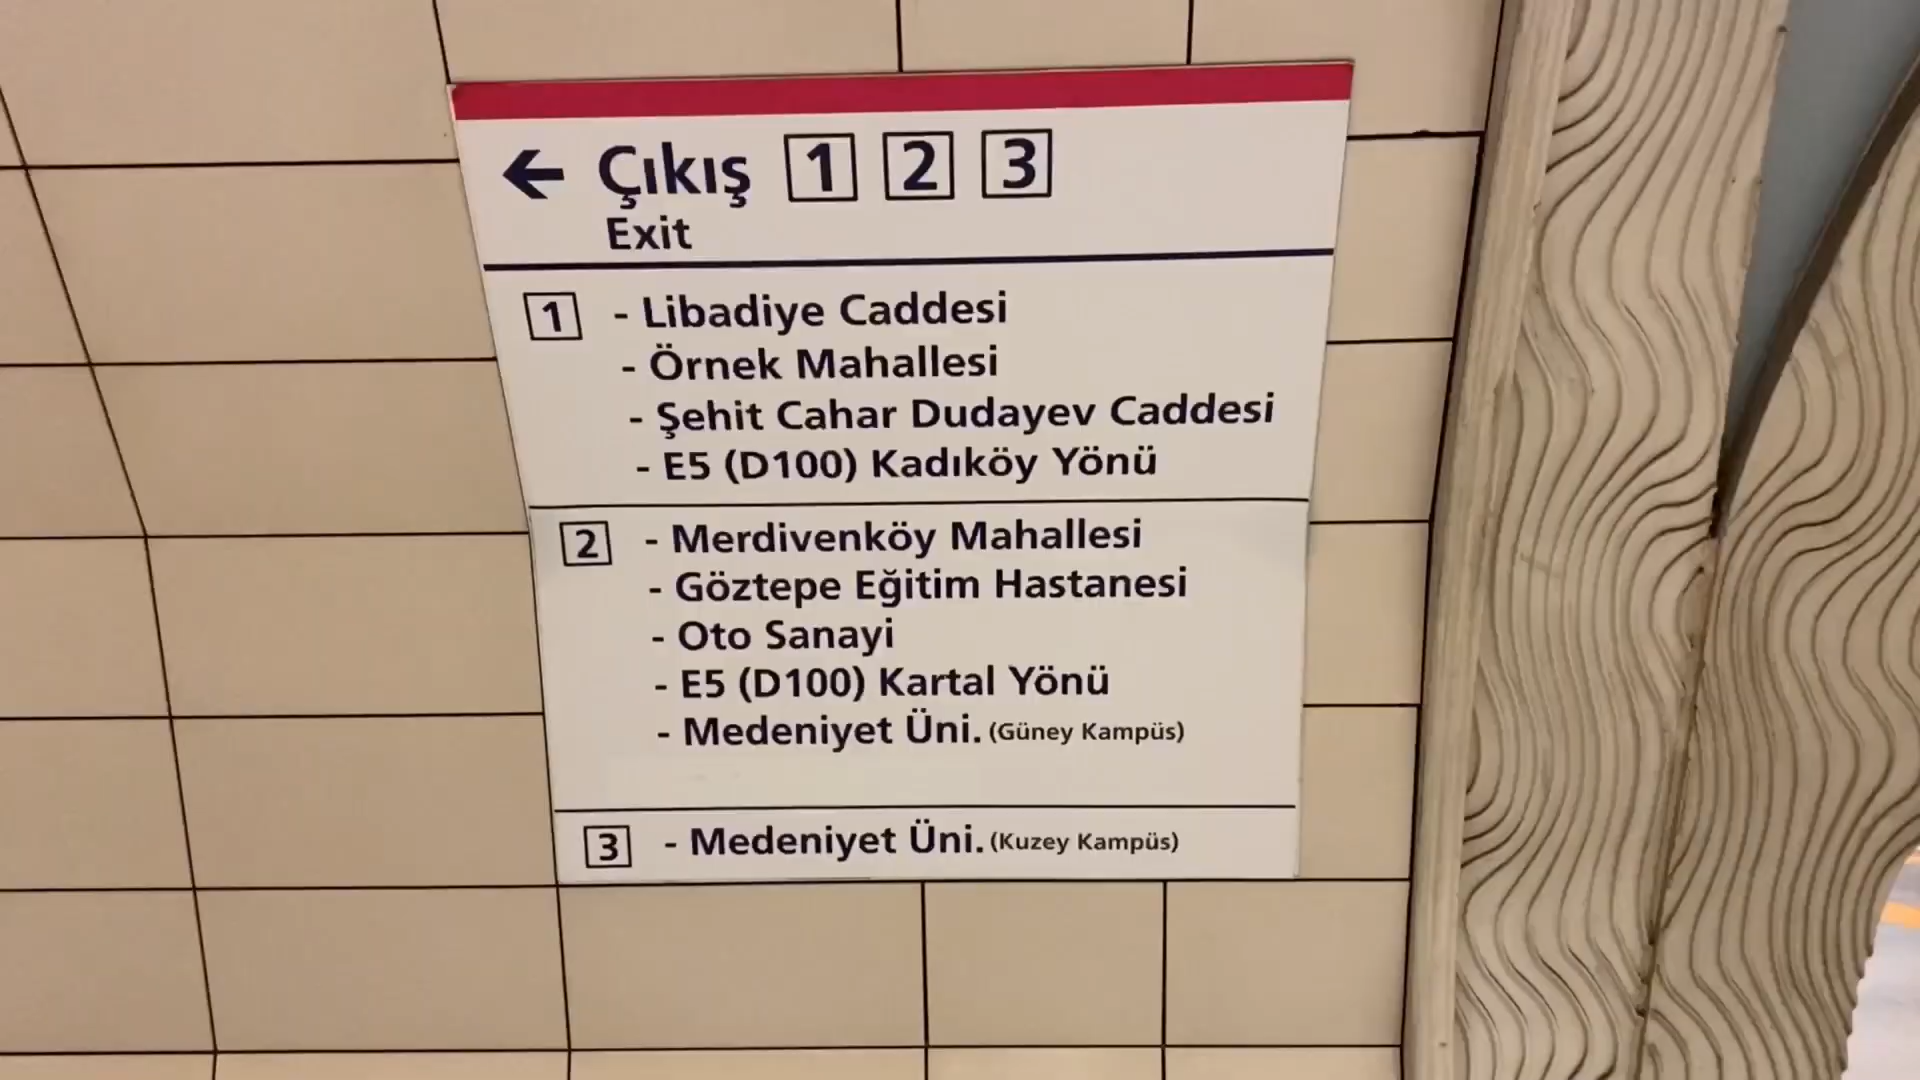 ← Çıkış 1 2 3
Exit
1 - Libadiye Caddesi
- Örnek Mahallesi
- Şehit Cahar Dudayev Caddesi
- E5 (D100) Kadıköy Yönü
2 - Merdivenköy Mahallesi
- Göztepe Eğitim Hastanesi
- Oto Sanayi
- E5 (D100) Kartal Yönü
- Medeniyet Üni. (Güney Kampüs)
3 - Medeniyet Üni. (Kuzey Kampüs)